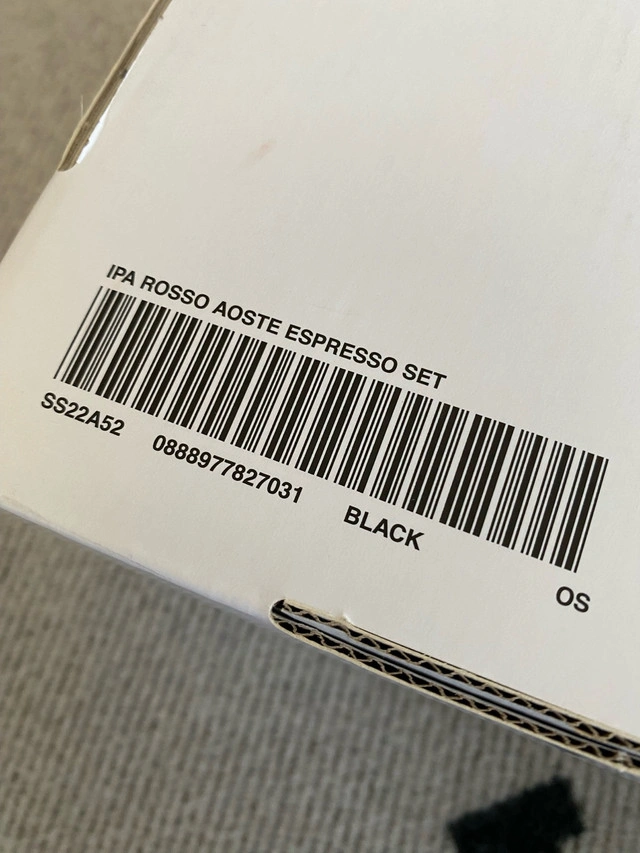 IPA ROSSO AOSTE ESPRESSO SET
SS22A52 0888977827031 BLACK OS